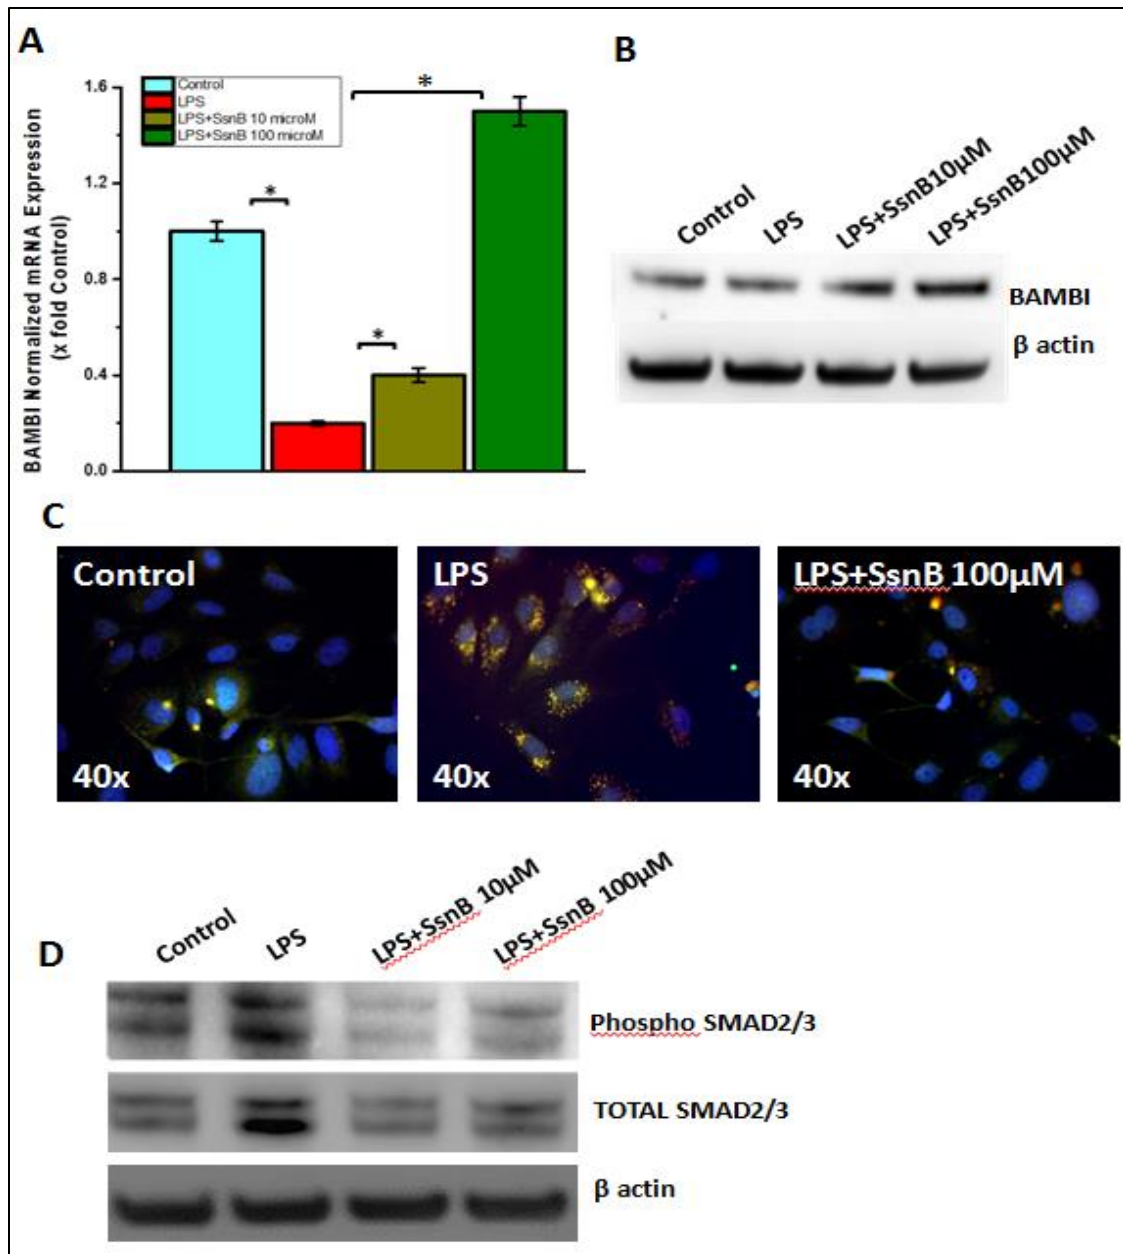 A
Control
LPS
LPS+SsnB 10 microM
LPS+SsnB 100 microM
BAMBI Normalized mRNA Expression
(x fold Control)
1.6
1.2
0.8
0.4
0.0
*
*
*
B
Control
LPS
LPS+SsnB10µM
LPS+SsnB100µM
BAMBI
β actin
C
Control
40x
LPS
40x
LPS+SsnB 100µM
40x
D
Control
LPS
LPS+SsnB 10µM
LPS+SsnB 100µM
Phospho SMAD2/3
TOTAL SMAD2/3
β actin